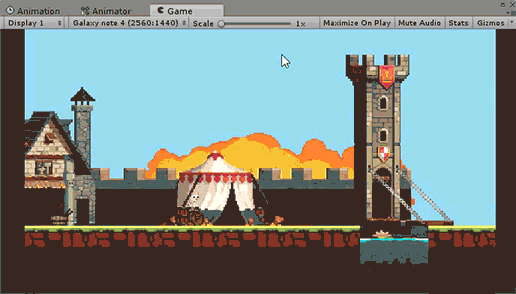 Animation Animator Game
Display 1 Galaxy note 4 (2560:1440) Scale 1x Maximize On Play Mute Audio Stats Gizmos